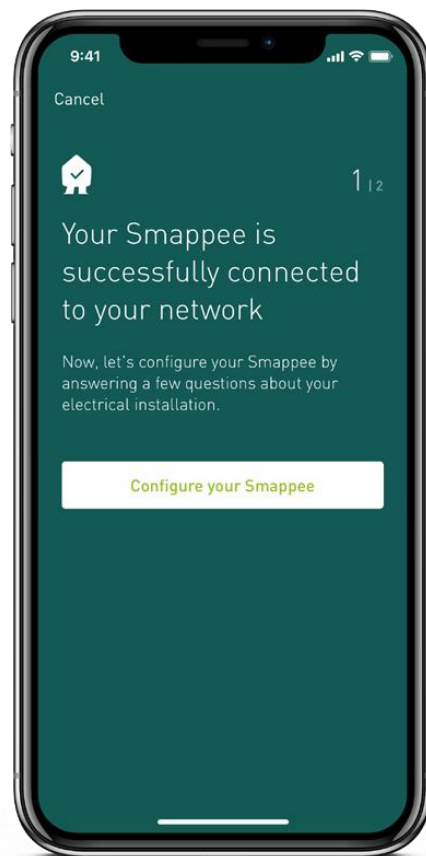 9:41
Cancel
1 | 2
Your Smappee is
successfully connected
to your network
Now, let's configure your Smappee by
answering a few questions about your
electrical installation.
Configure your Smappee